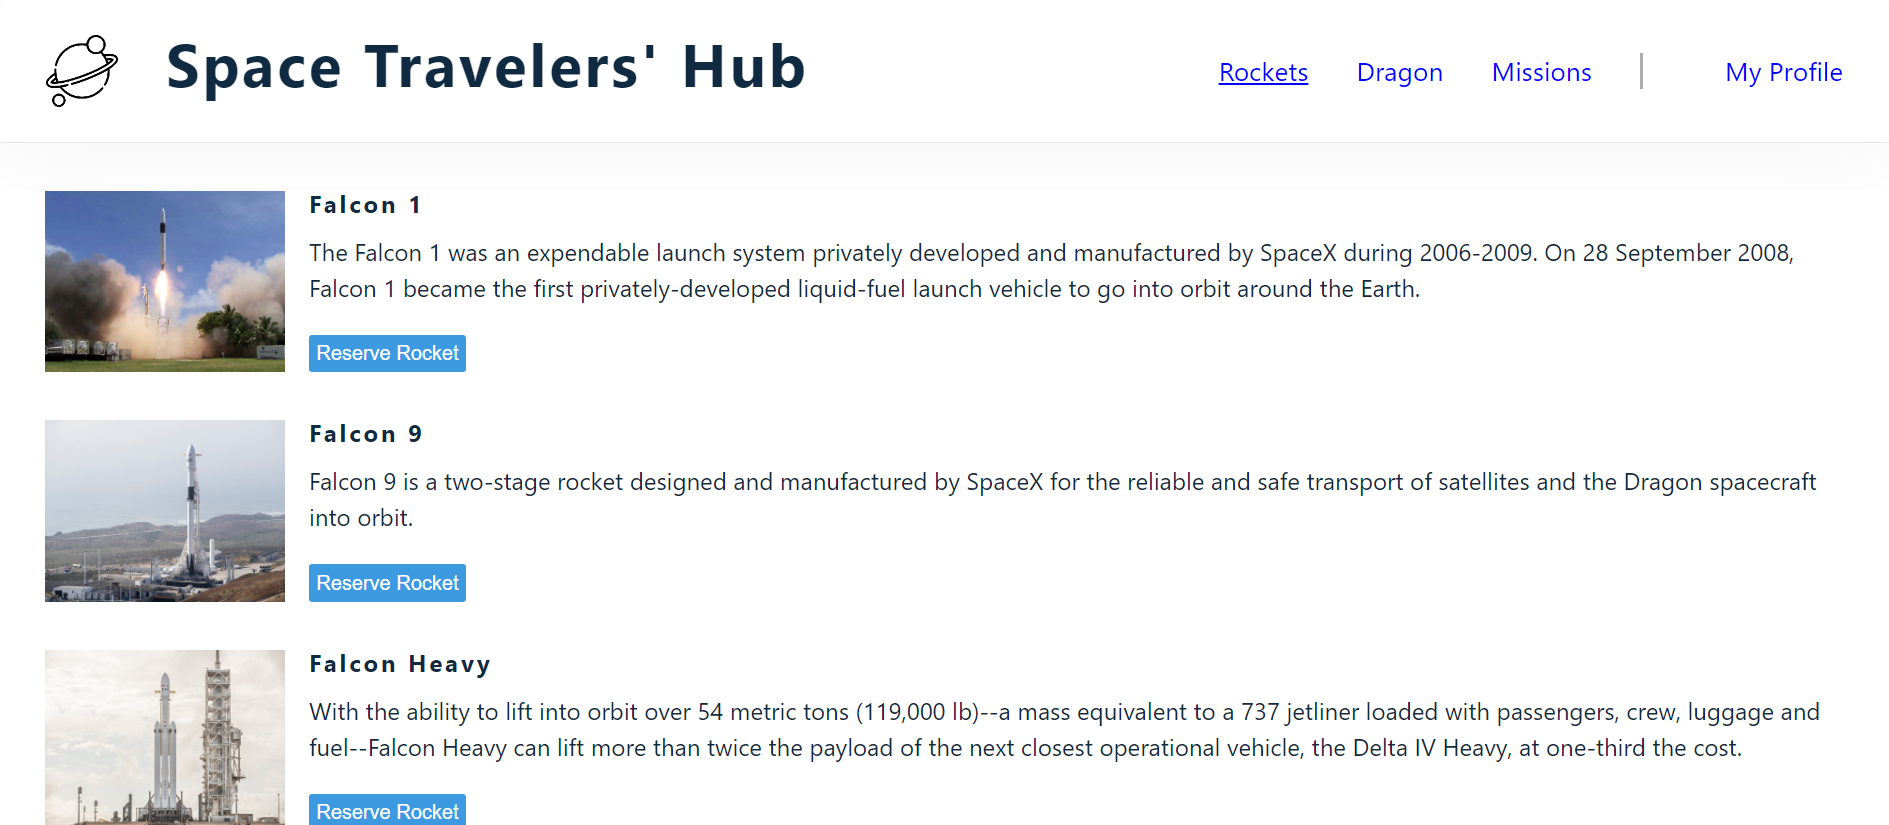 Space Travelers' Hub
Rockets Dragon Missions My Profile
Falcon 1
The Falcon 1 was an expendable launch system privately developed and manufactured by SpaceX during 2006-2009. On 28 September 2008,
Falcon 1 became the first privately-developed liquid-fuel launch vehicle to go into orbit around the Earth.
Reserve Rocket
Falcon 9
Falcon 9 is a two-stage rocket designed and manufactured by SpaceX for the reliable and safe transport of satellites and the Dragon spacecraft
into orbit.
Reserve Rocket
Falcon Heavy
With the ability to lift into orbit over 54 metric tons (119,000 lb)--a mass equivalent to a 737 jetliner loaded with passengers, crew, luggage and
fuel--Falcon Heavy can lift more than twice the payload of the next closest operational vehicle, the Delta IV Heavy, at one-third the cost.
Reserve Rocket